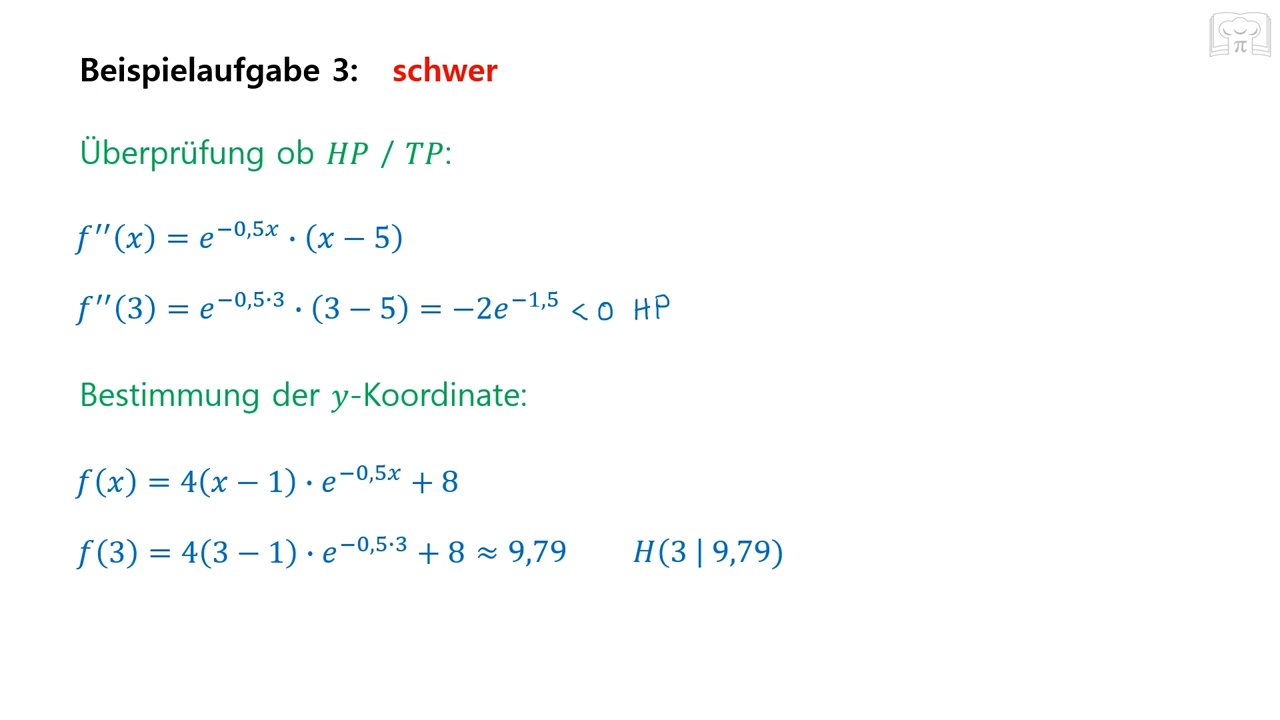 Beispielaufgabe 3: schwer
Überprüfung ob HP / TP:
f′′(x) = e^{−0,5x} · (x − 5)
f′′(3) = e^{−0,5·3} · (3 − 5) = −2e^{−1,5} < 0 HP
Bestimmung der y-Koordinate:
f(x) = 4(x − 1) · e^{−0,5x} + 8
f(3) = 4(3 − 1) · e^{−0,5·3} + 8 ≈ 9,79 H(3 | 9,79)